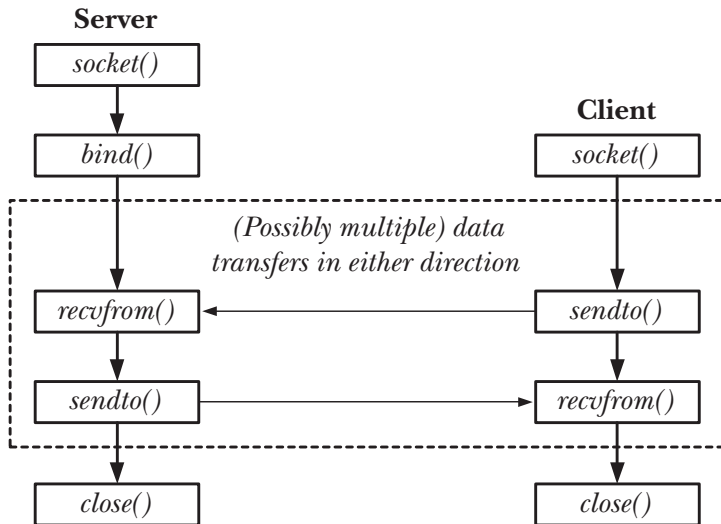 Server
socket()
Client
bind()
socket()
(Possibly multiple) data
transfers in either direction
recvfrom()
sendto()
sendto()
recvfrom()
close()
close()